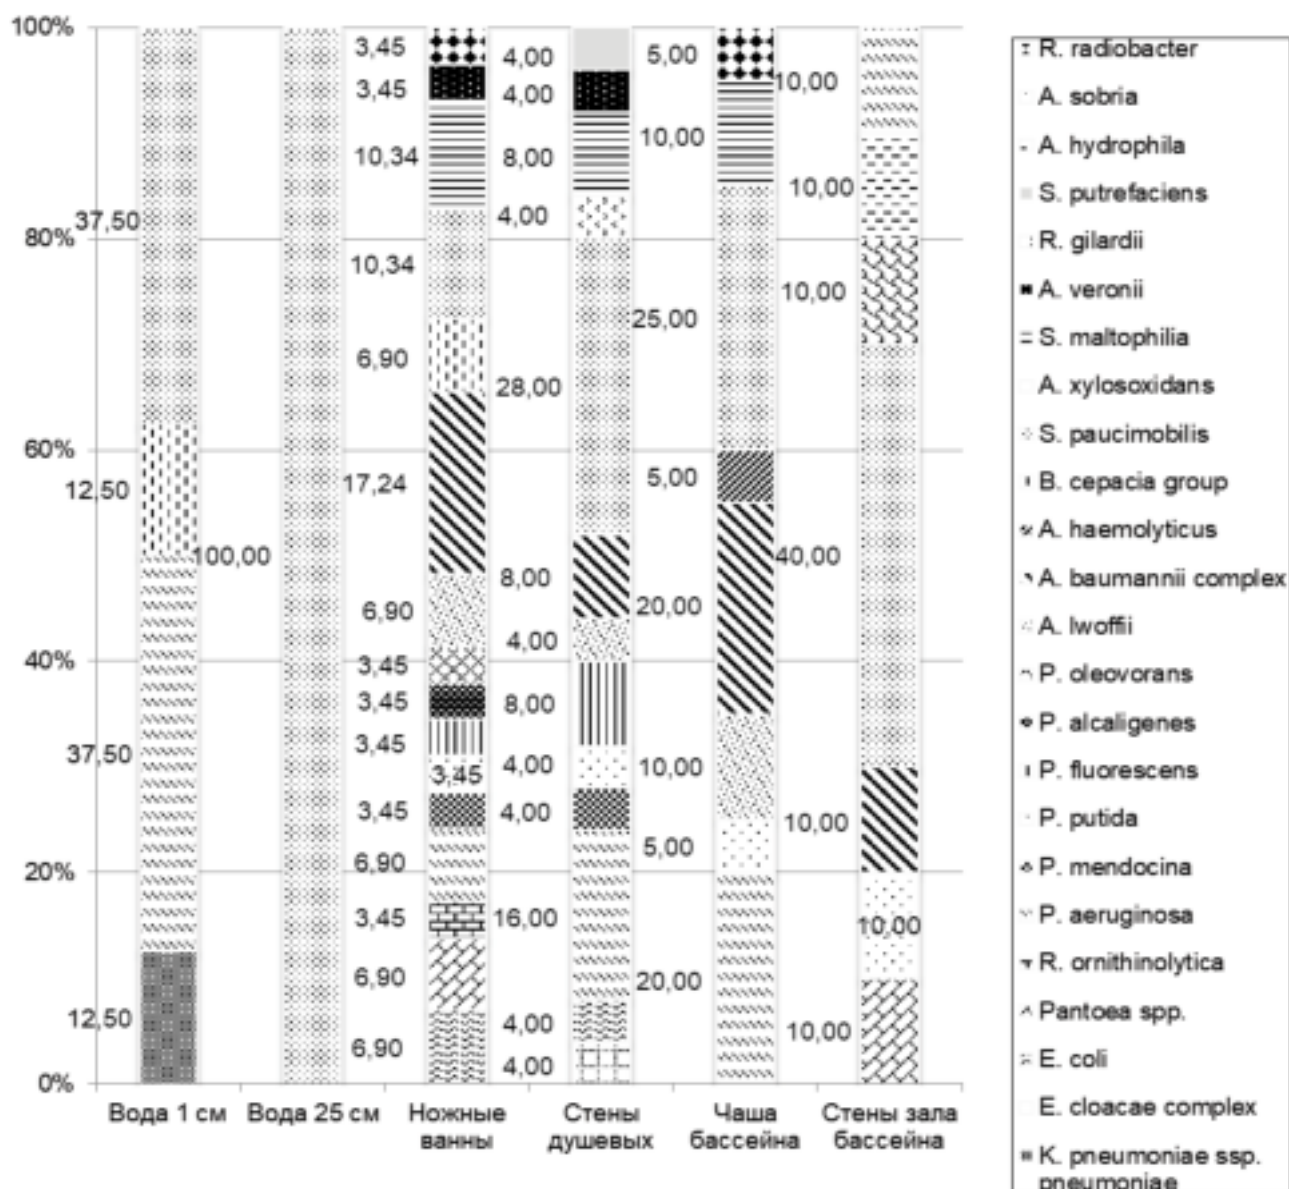 100%
80%
60%
40%
20%
0%
37,50
12,50
37,50
12,50
100,00
3,45
3,45
10,34
10,34
6,90
17,24
6,90
3,45
3,45
3,45
3,45
3,45
6,90
3,45
6,90
6,90
4,00
4,00
8,00
4,00
28,00
8,00
4,00
8,00
4,00
4,00
16,00
4,00
4,00
5,00
10,00
25,00
5,00
20,00
10,00
5,00
20,00
10,00
10,00
10,00
40,00
10,00
10,00
10,00
Вода 1 см
Вода 25 см
Ножные
ванны
Стены
душевых
Чаша
бассейна
Стены зала
бассейна
R. radiobacter
A. sobria
A. hydrophila
S. putrefaciens
R. gilardii
A. veronii
S. maltophilia
A. xylosoxidans
S. paucimobilis
B. cepacia group
A. haemolyticus
A. baumannii complex
A. lwoffii
P. oleovorans
P. alcaligenes
P. fluorescens
P. putida
P. mendocina
P. aeruginosa
R. ornithinolytica
Pantoea spp.
E. coli
E. cloacae complex
K. pneumoniae ssp.
pneumoniae